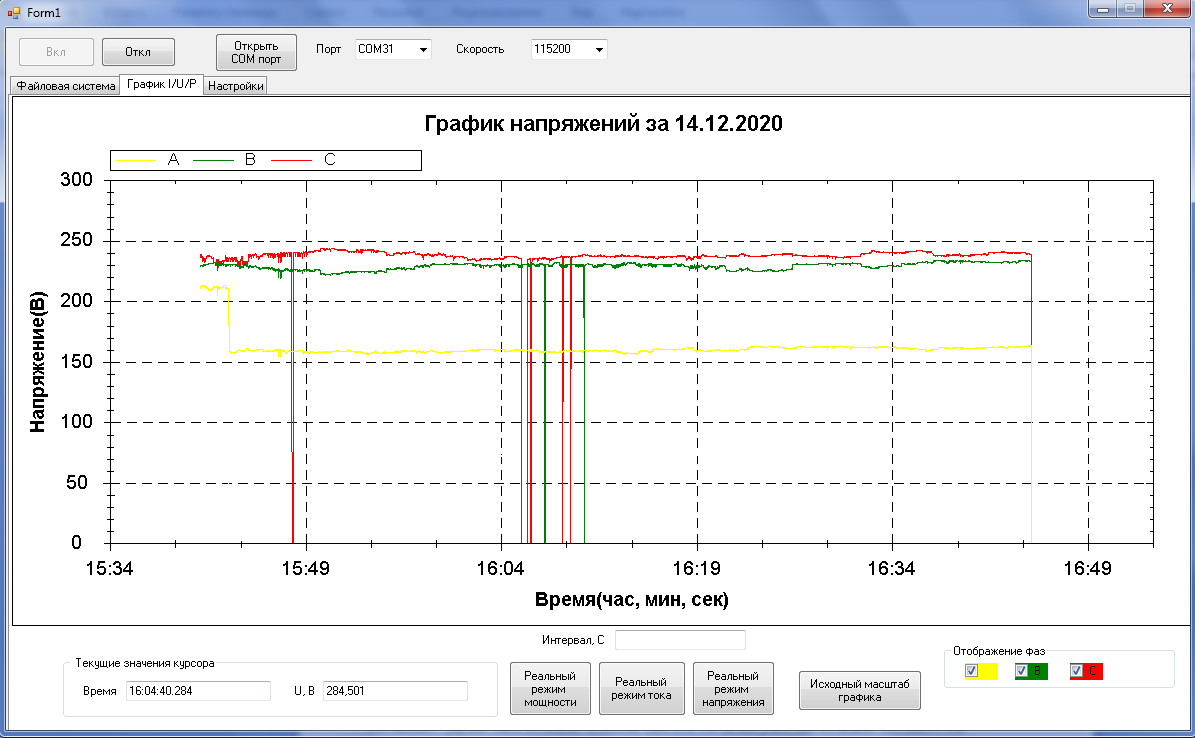 Form1
Вкл
Откл
Открыть
COM порт
Порт
COM31
Скорость
115200
Файловая система
График I/U/P
Настройки
График напряжений за 14.12.2020
A B C
300
250
200
150
100
50
0
Напряжение(В)
15:34 15:49 16:04 16:19 16:34 16:49
Время(час, мин, сек)
Интервал, С
Текущие значения курсора
Время
16:04:40.284
U, В
284,501
Реальный
режим
мощности
Реальный
режим тока
Реальный
режим
напряжения
Исходный масштаб
графика
Отображение фаз
B
C